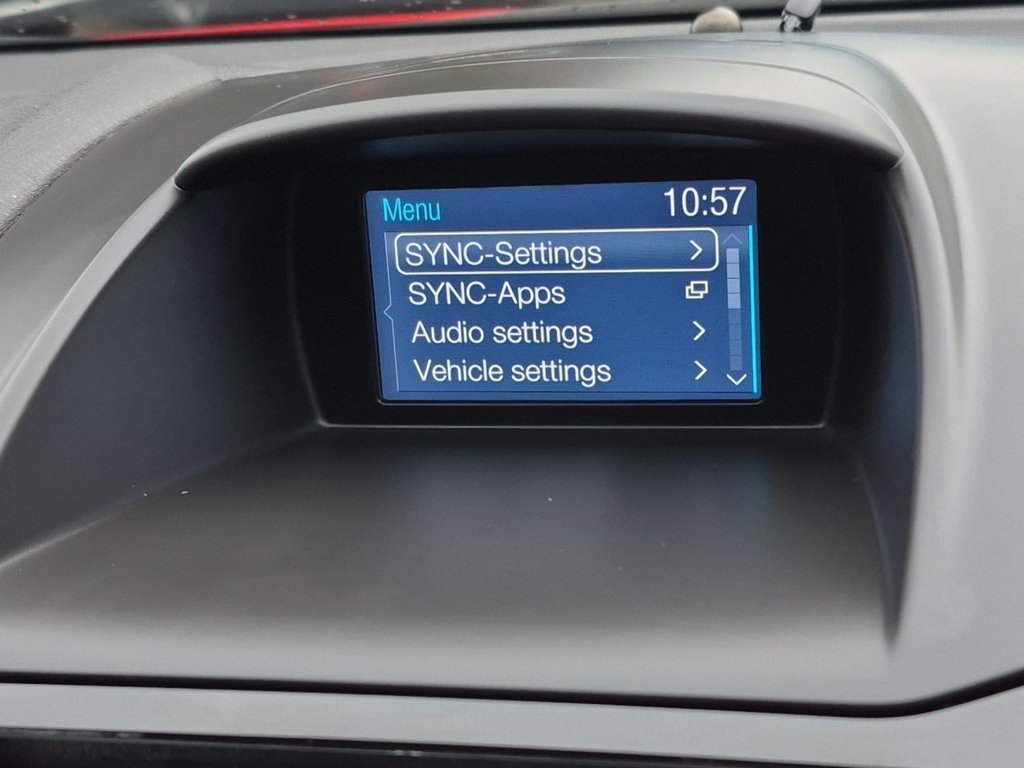 Menu 10:57
SYNC-Settings
SYNC-Apps
Audio settings
Vehicle settings